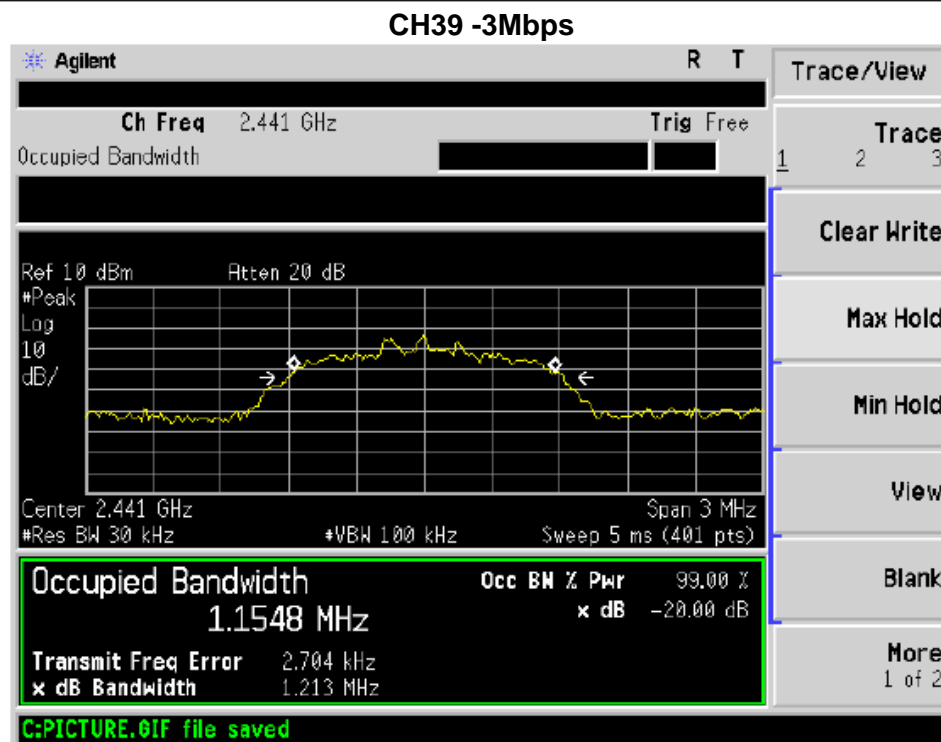 CH39 -3Mbps
Agilent
R T
Trace/View
Ch Freq 2.441 GHz
Trig Free
Occupied Bandwidth
Trace
1 2 3
Clear Write
Ref 10 dBm
Atten 20 dB
#Peak
Log
10
dB/
Max Hold
Min Hold
Center 2.441 GHz
Span 3 MHz
#Res BW 30 kHz
#VBW 100 kHz
Sweep 5 ms (401 pts)
View
Occupied Bandwidth
1.1548 MHz
Occ BW % Pwr 99.00 %
x dB -20.00 dB
Blank
Transmit Freq Error 2.704 kHz
x dB Bandwidth 1.213 MHz
More
1 of 2
C:PICTURE.GIF file saved